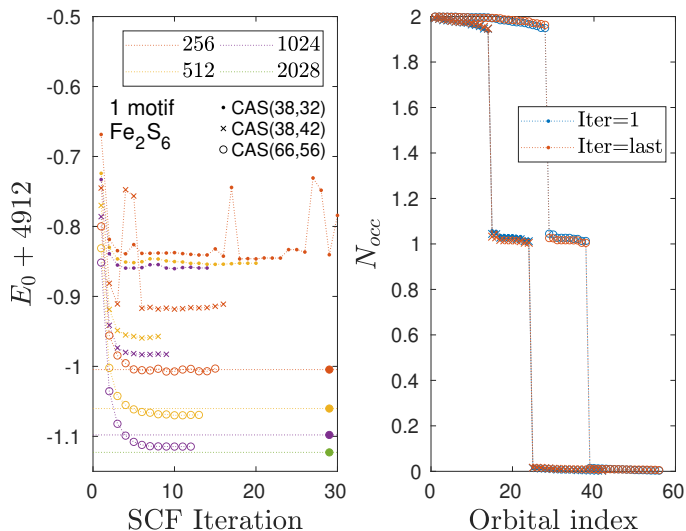 -0.5
-0.6
-0.7
-0.8
-0.9
-1
-1.1
E0 + 4912
256 1024
512 2028
1 motif
Fe2S6
CAS(38,32)
CAS(38,42)
CAS(66,56)
0 10 20 30
SCF Iteration
2
1.8
1.6
1.4
1.2
1
0.8
0.6
0.4
0.2
0
Nocc
Iter=1
Iter=last
0 20 40 60
Orbital index